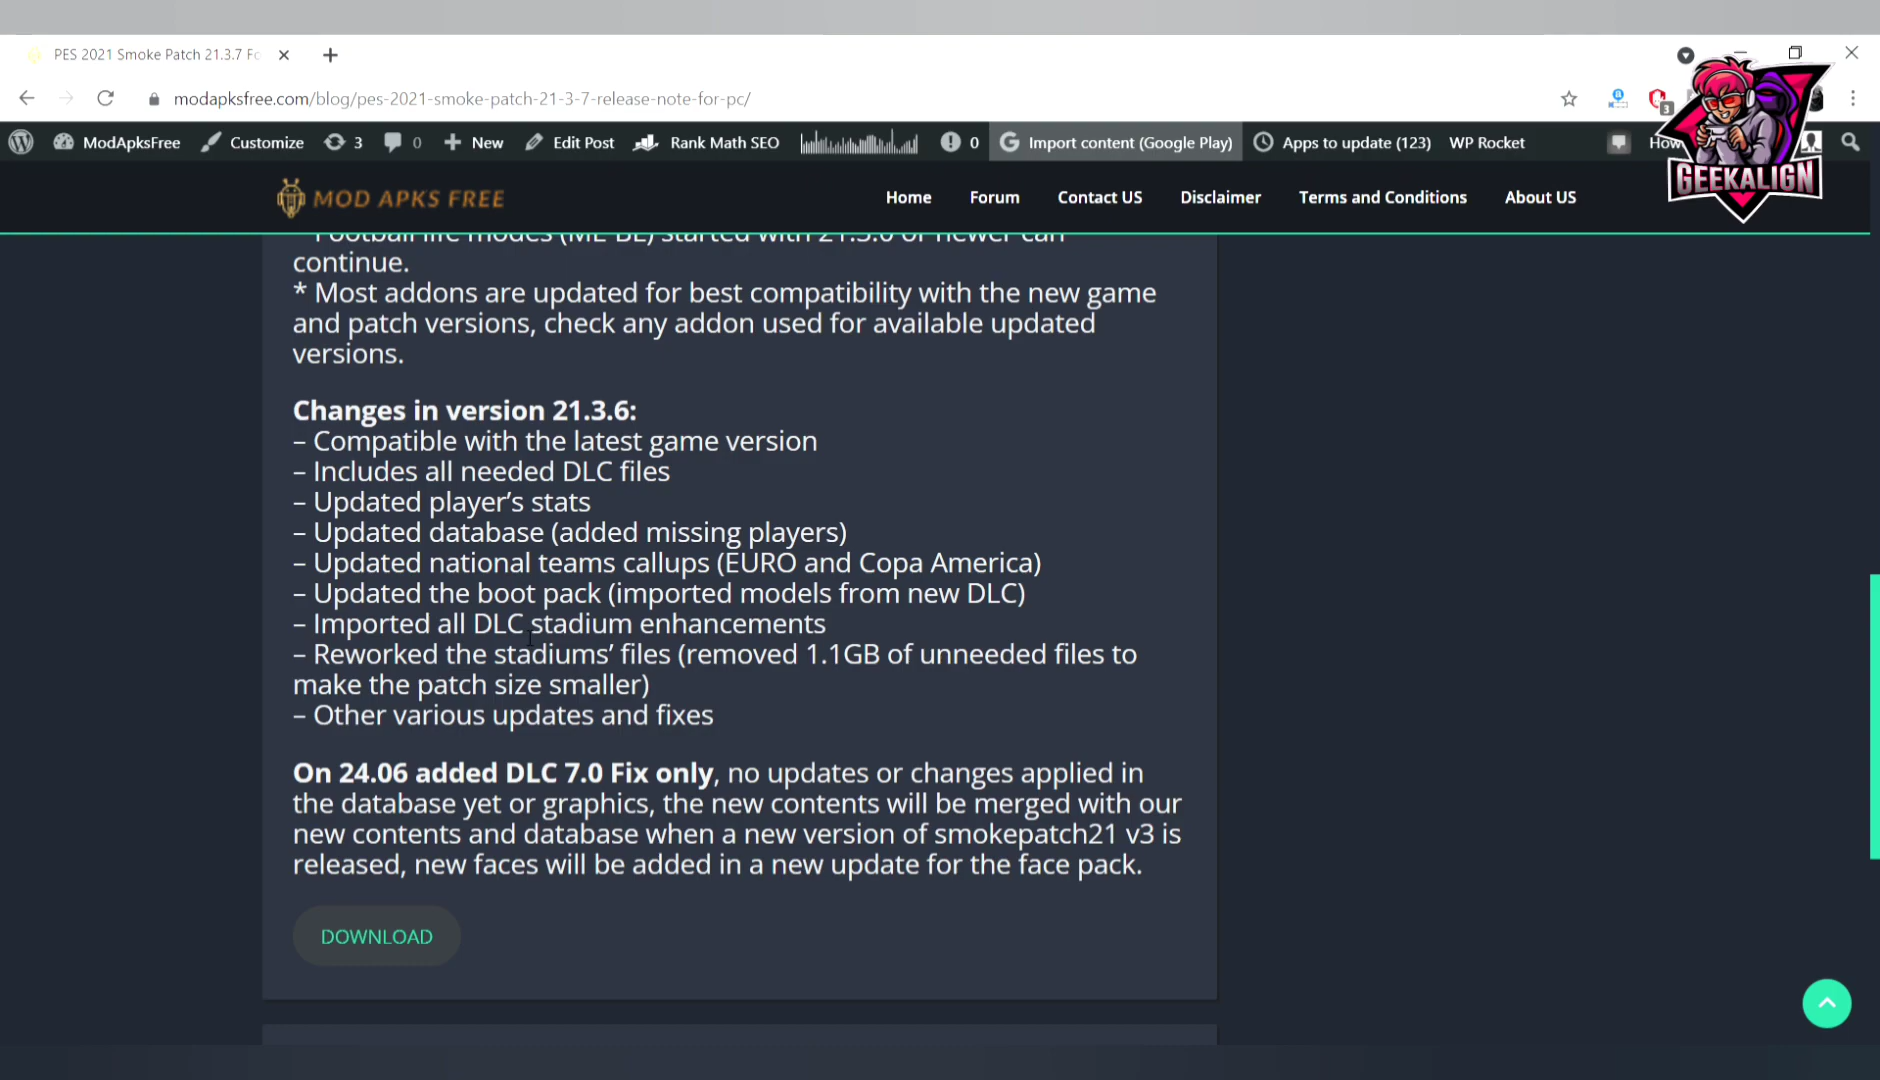 PES 2021 Smoke Patch 21.3.7 Fo
modapksfree.com/blog/pes-2021-smoke-patch-21-3-7-release-note-for-pc/
3
ModApksFree Customize 3 0 New Edit Post Rank Math SEO 0 Import content (Google Play) Apps to update (123) WP Rocket
GEEKALIGN
MOD APKS FREE Home Forum Contact US Disclaimer Terms and Conditions About US
continue.
* Most addons are updated for best compatibility with the new game
and patch versions, check any addon used for available updated
versions.
Changes in version 21.3.6:
– Compatible with the latest game version
– Includes all needed DLC files
– Updated player’s stats
– Updated database (added missing players)
– Updated national teams callups (EURO and Copa America)
– Updated the boot pack (imported models from new DLC)
– Imported all DLC stadium enhancements
– Reworked the stadiums’ files (removed 1.1GB of unneeded files to
make the patch size smaller)
– Other various updates and fixes
On 24.06 added DLC 7.0 Fix only, no updates or changes applied in
the database yet or graphics, the new contents will be merged with our
new contents and database when a new version of smokepatch21 v3 is
released, new faces will be added in a new update for the face pack.
DOWNLOAD